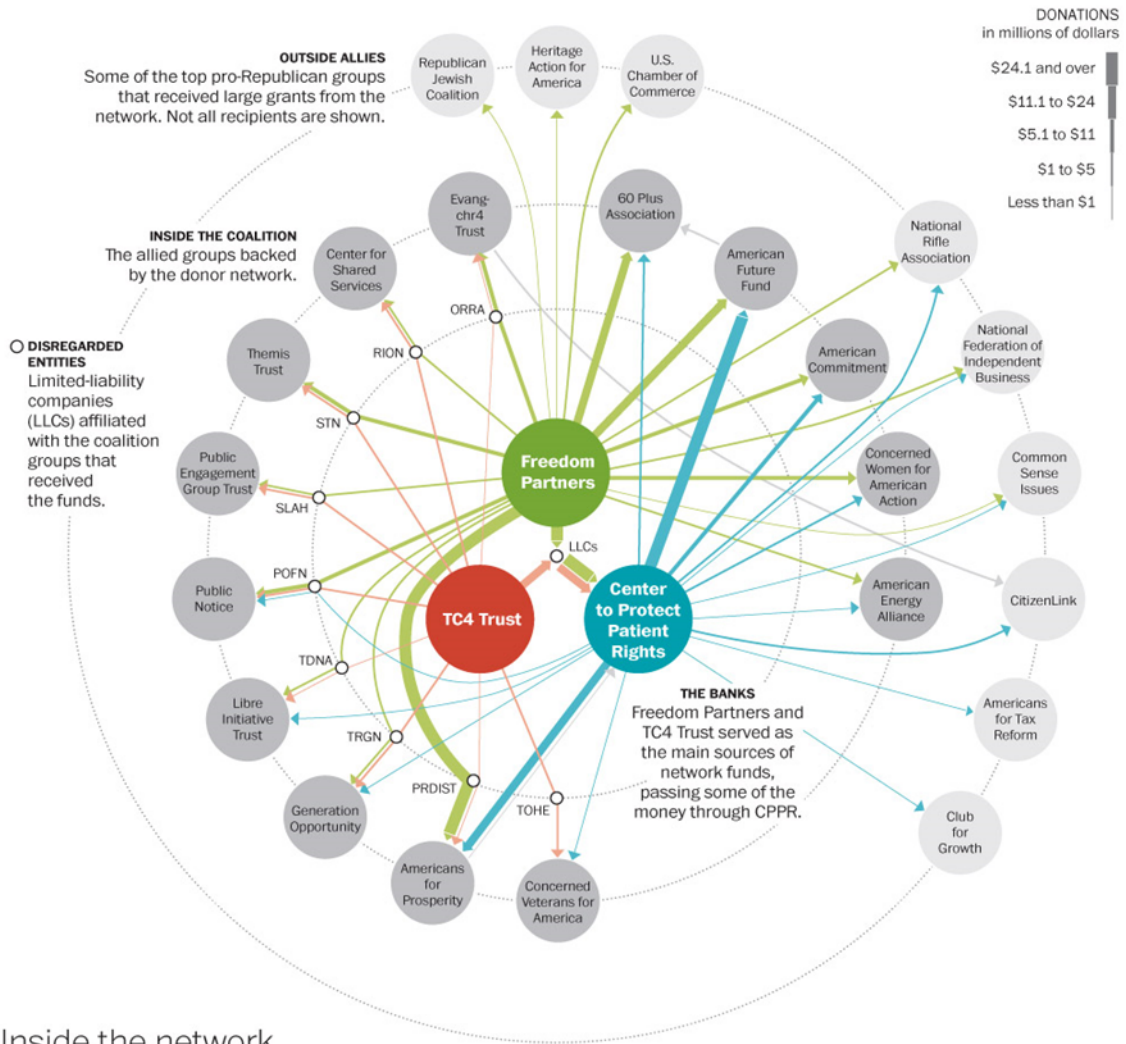 DONATIONS
in millions of dollars
$24.1 and over
$11.1 to $24
$5.1 to $11
$1 to $5
Less than $1
OUTSIDE ALLIES
Some of the top pro-Republican groups
that received large grants from the
network. Not all recipients are shown.
Republican
Jewish
Coalition
Heritage
Action for
America
U.S.
Chamber of
Commerce
INSIDE THE COALITION
The allied groups backed
by the donor network.
Evang-
chr4
Trust
60 Plus
Association
American
Future
Fund
National
Rifle
Association
Center for
Shared
Services
ORRA
RION
DISREGARDED
ENTITIES
Limited-liability
companies
(LLCs) affiliated
with the coalition
groups that
received
the funds.
Themis
Trust
STN
American
Commitment
National
Federation of
Independent
Business
Public
Engagement
Group Trust
SLAH
Freedom
Partners
Concerned
Women for
American
Action
Common
Sense
Issues
LLCs
POFN
Public
Notice
TC4 Trust
Center
to Protect
Patient
Rights
American
Energy
Alliance
CitizenLink
TDNA
Libre
Initiative
Trust
TRGN
THE BANKS
Freedom Partners and
TC4 Trust served as
the main sources of
network funds,
passing some of the
money through CPPR.
Americans
for Tax
Reform
PRDIST
TOHE
Generation
Opportunity
Club
for
Growth
Americans
for
Prosperity
Concerned
Veterans for
America
Inside the network